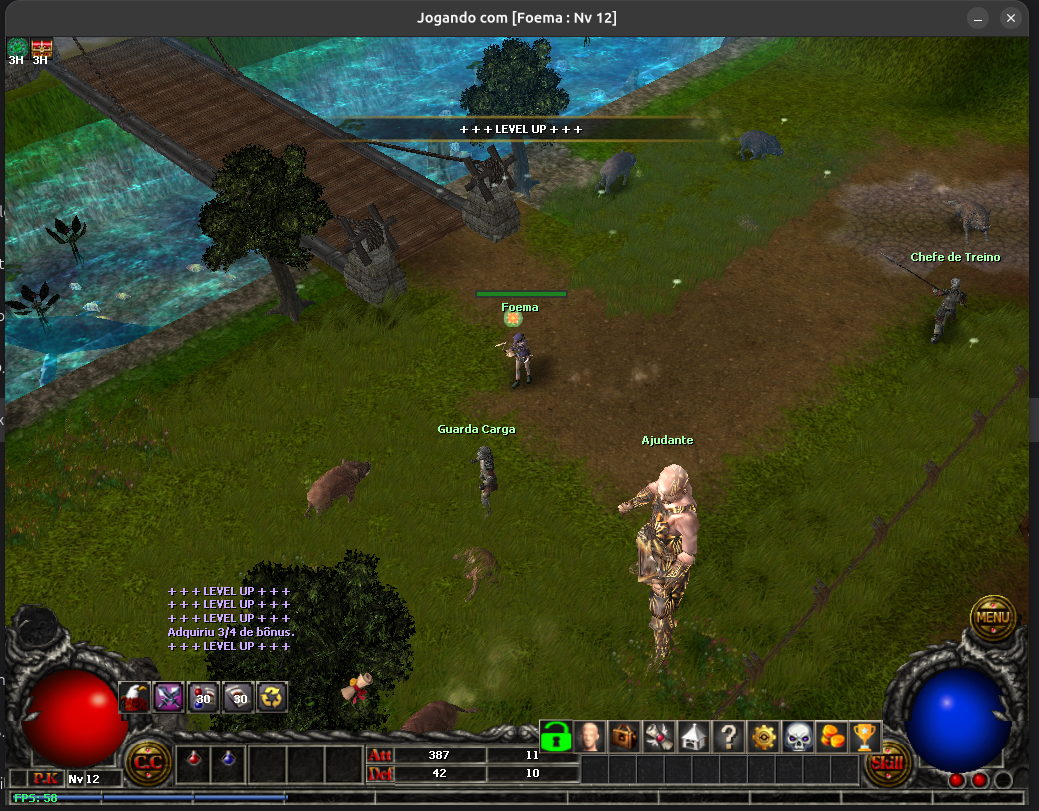 Jogando com [Foema : Nv 12]
3H 3H
+ + + LEVEL UP + + +
Chefe de Treino
Foema
Guarda Carga
Ajudante
+ + + LEVEL UP + + +
+ + + LEVEL UP + + +
+ + + LEVEL UP + + +
Adquiriu 3/4 de bônus.
+ + + LEVEL UP + + +
MENU
30 30
?
C.C
Att 387 11
Skill
Def 42 10
P.K Nv 12
FPS: 58